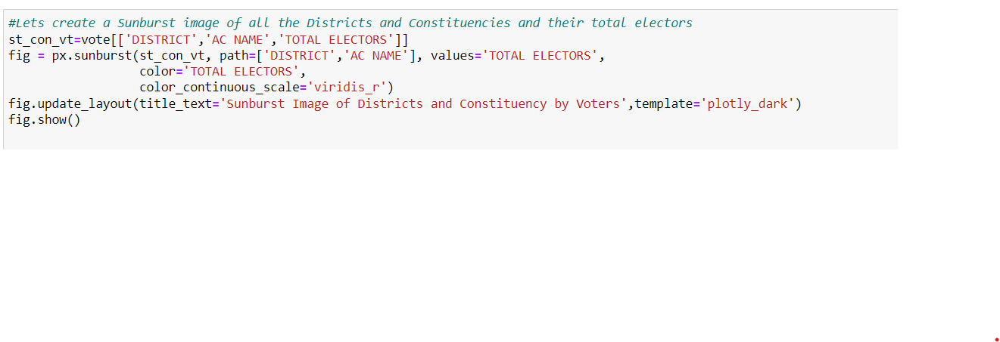 #Lets create a Sunburst image of all the Districts and Constituencies and their total electors
st_con_vt=vote[['DISTRICT','AC NAME','TOTAL ELECTORS']]
fig = px.sunburst(st_con_vt, path=['DISTRICT','AC NAME'], values='TOTAL ELECTORS',
                  color='TOTAL ELECTORS',
                  color_continuous_scale='viridis_r')
fig.update_layout(title_text='Sunburst Image of Districts and Constituency by Voters',template='plotly_dark')
fig.show()